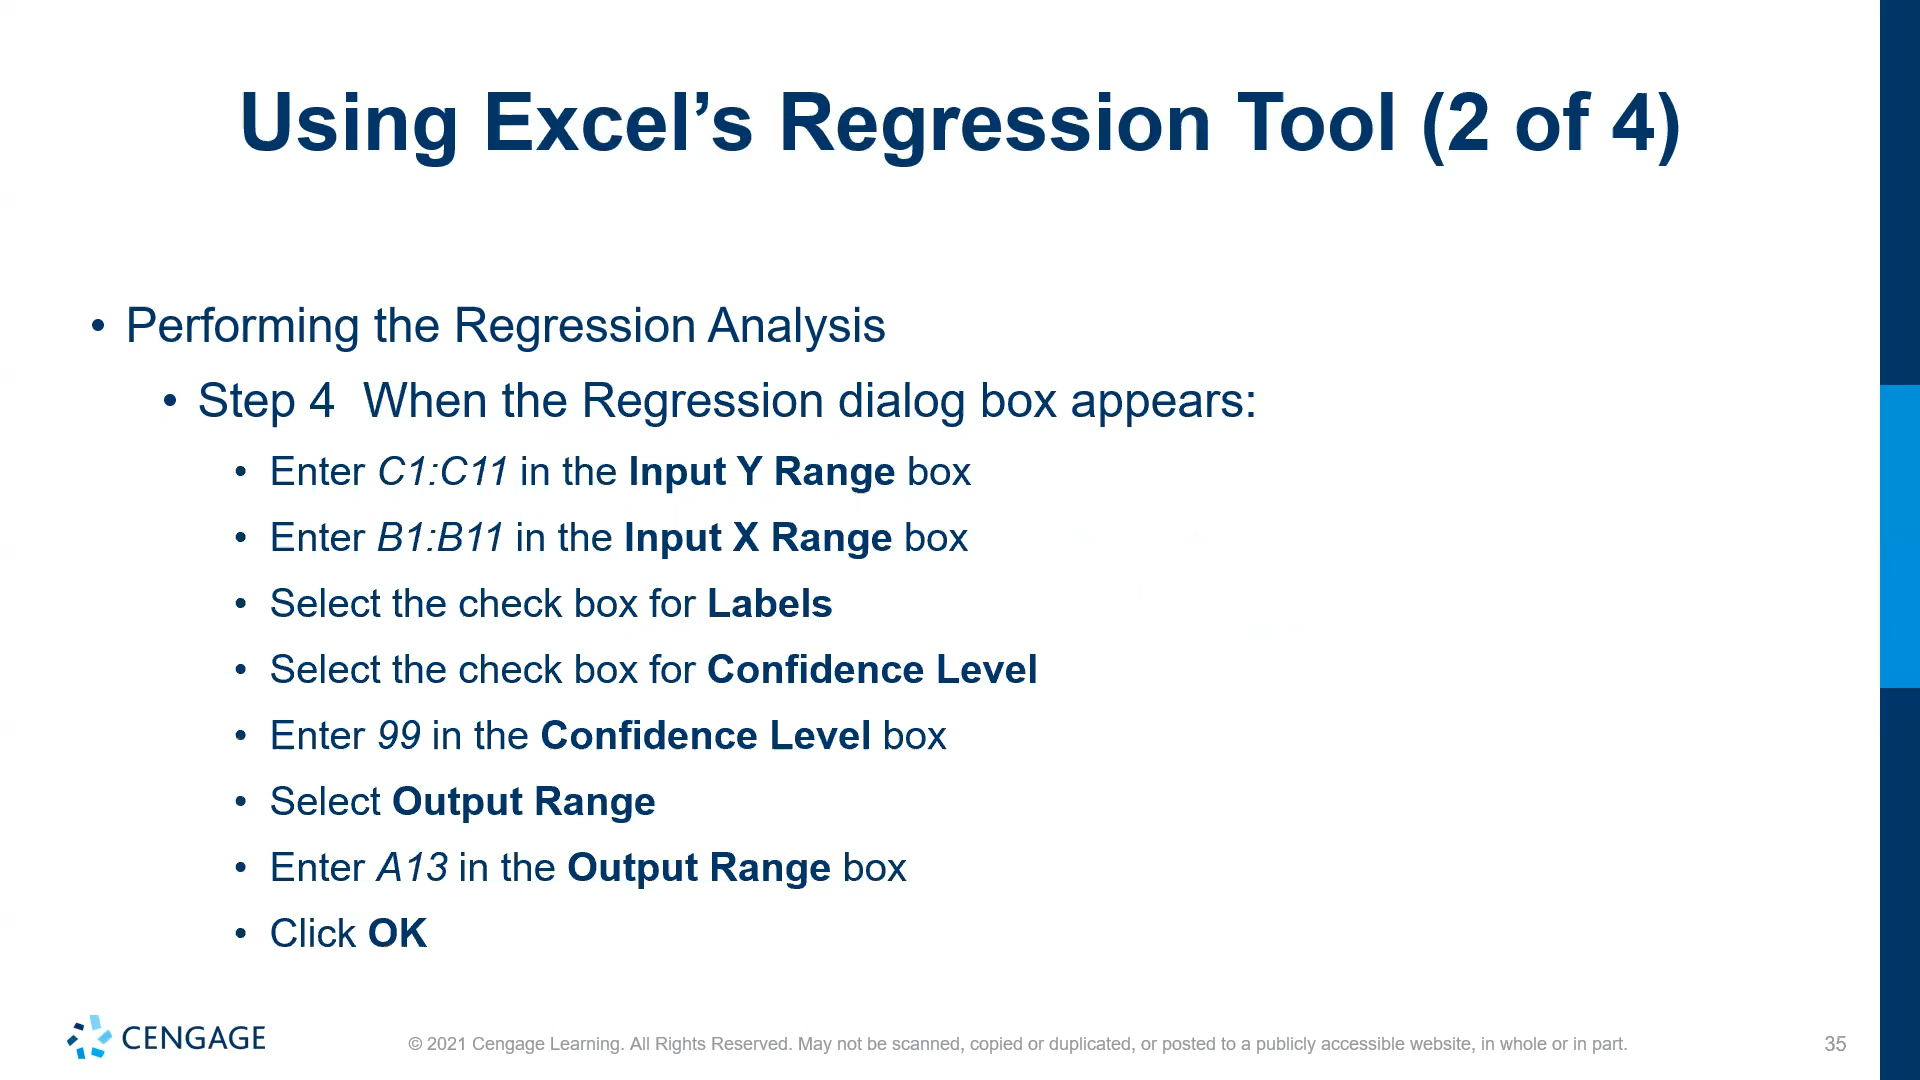 Using Excel’s Regression Tool (2 of 4)
• Performing the Regression Analysis
• Step 4  When the Regression dialog box appears:
• Enter C1:C11 in the Input Y Range box
• Enter B1:B11 in the Input X Range box
• Select the check box for Labels
• Select the check box for Confidence Level
• Enter 99 in the Confidence Level box
• Select Output Range
• Enter A13 in the Output Range box
• Click OK
CENGAGE
© 2021 Cengage Learning. All Rights Reserved. May not be scanned, copied or duplicated, or posted to a publicly accessible website, in whole or in part.
35